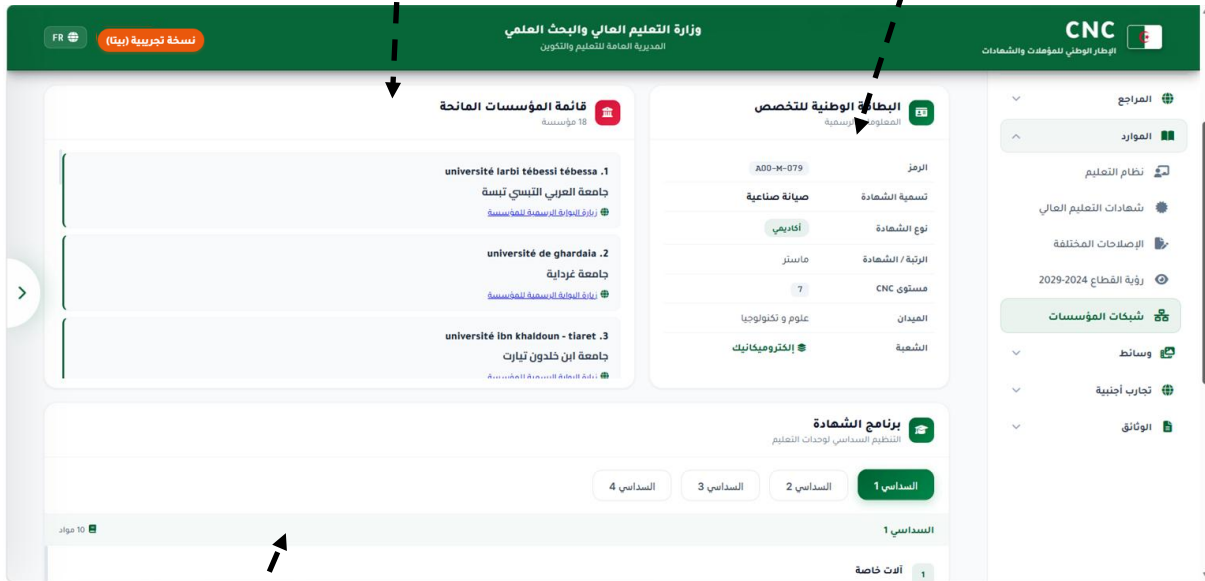 CNC
الإطار الوطني للمؤهلات والشهادات
وزارة التعليم العالي والبحث العلمي
المديرية العامة للتعليم والتكوين
نسخة تجريبية (بيتا)
FR
المراجع
الموارد
نظام التعليم
شهادات التعليم العالي
الإصلاحات المختلفة
رؤية القطاع 2024-2029
شبكات المؤسسات
وسائط
تجارب أجنبية
الوثائق
البطاقة الوطنية للتخصص
المعلومات الرسمية
الرمز A00-M-079
تسمية الشهادة صيانة صناعية
نوع الشهادة أكاديمي
الرتبة / الشهادة ماستر
مستوى CNC 7
الميدان علوم و تكنولوجيا
الشعبة إلكتروميكانيك
قائمة المؤسسات المانحة
18 مؤسسة
1. université larbi tébessi tébessa
جامعة العربي التبسي تبسة
زيارة البوابة الرسمية للمؤسسة
2. université de ghardaia
جامعة غرداية
زيارة البوابة الرسمية للمؤسسة
3. université ibn khaldoun - tiaret
جامعة ابن خلدون تيارت
زيارة البوابة الرسمية للمؤسسة
برنامج الشهادة
التنظيم السداسي لوحدات التعليم
السداسي 1
السداسي 2
السداسي 3
السداسي 4
السداسي 1
10 مواد
1 آلات خاصة